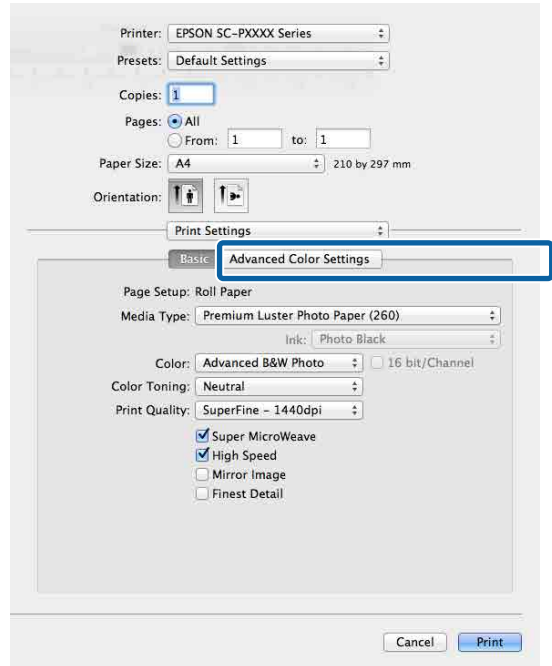 Printer: EPSON SC-PXXXX Series
Presets: Default Settings
Copies: 1
Pages: All
From: 1 to: 1
Paper Size: A4 210 by 297 mm
Orientation:
Print Settings
Basic Advanced Color Settings
Page Setup: Roll Paper
Media Type: Premium Luster Photo Paper (260)
Ink: Photo Black
Color: Advanced B&W Photo 16 bit/Channel
Color Toning: Neutral
Print Quality: SuperFine – 1440dpi
Super MicroWeave
High Speed
Mirror Image
Finest Detail
Cancel Print